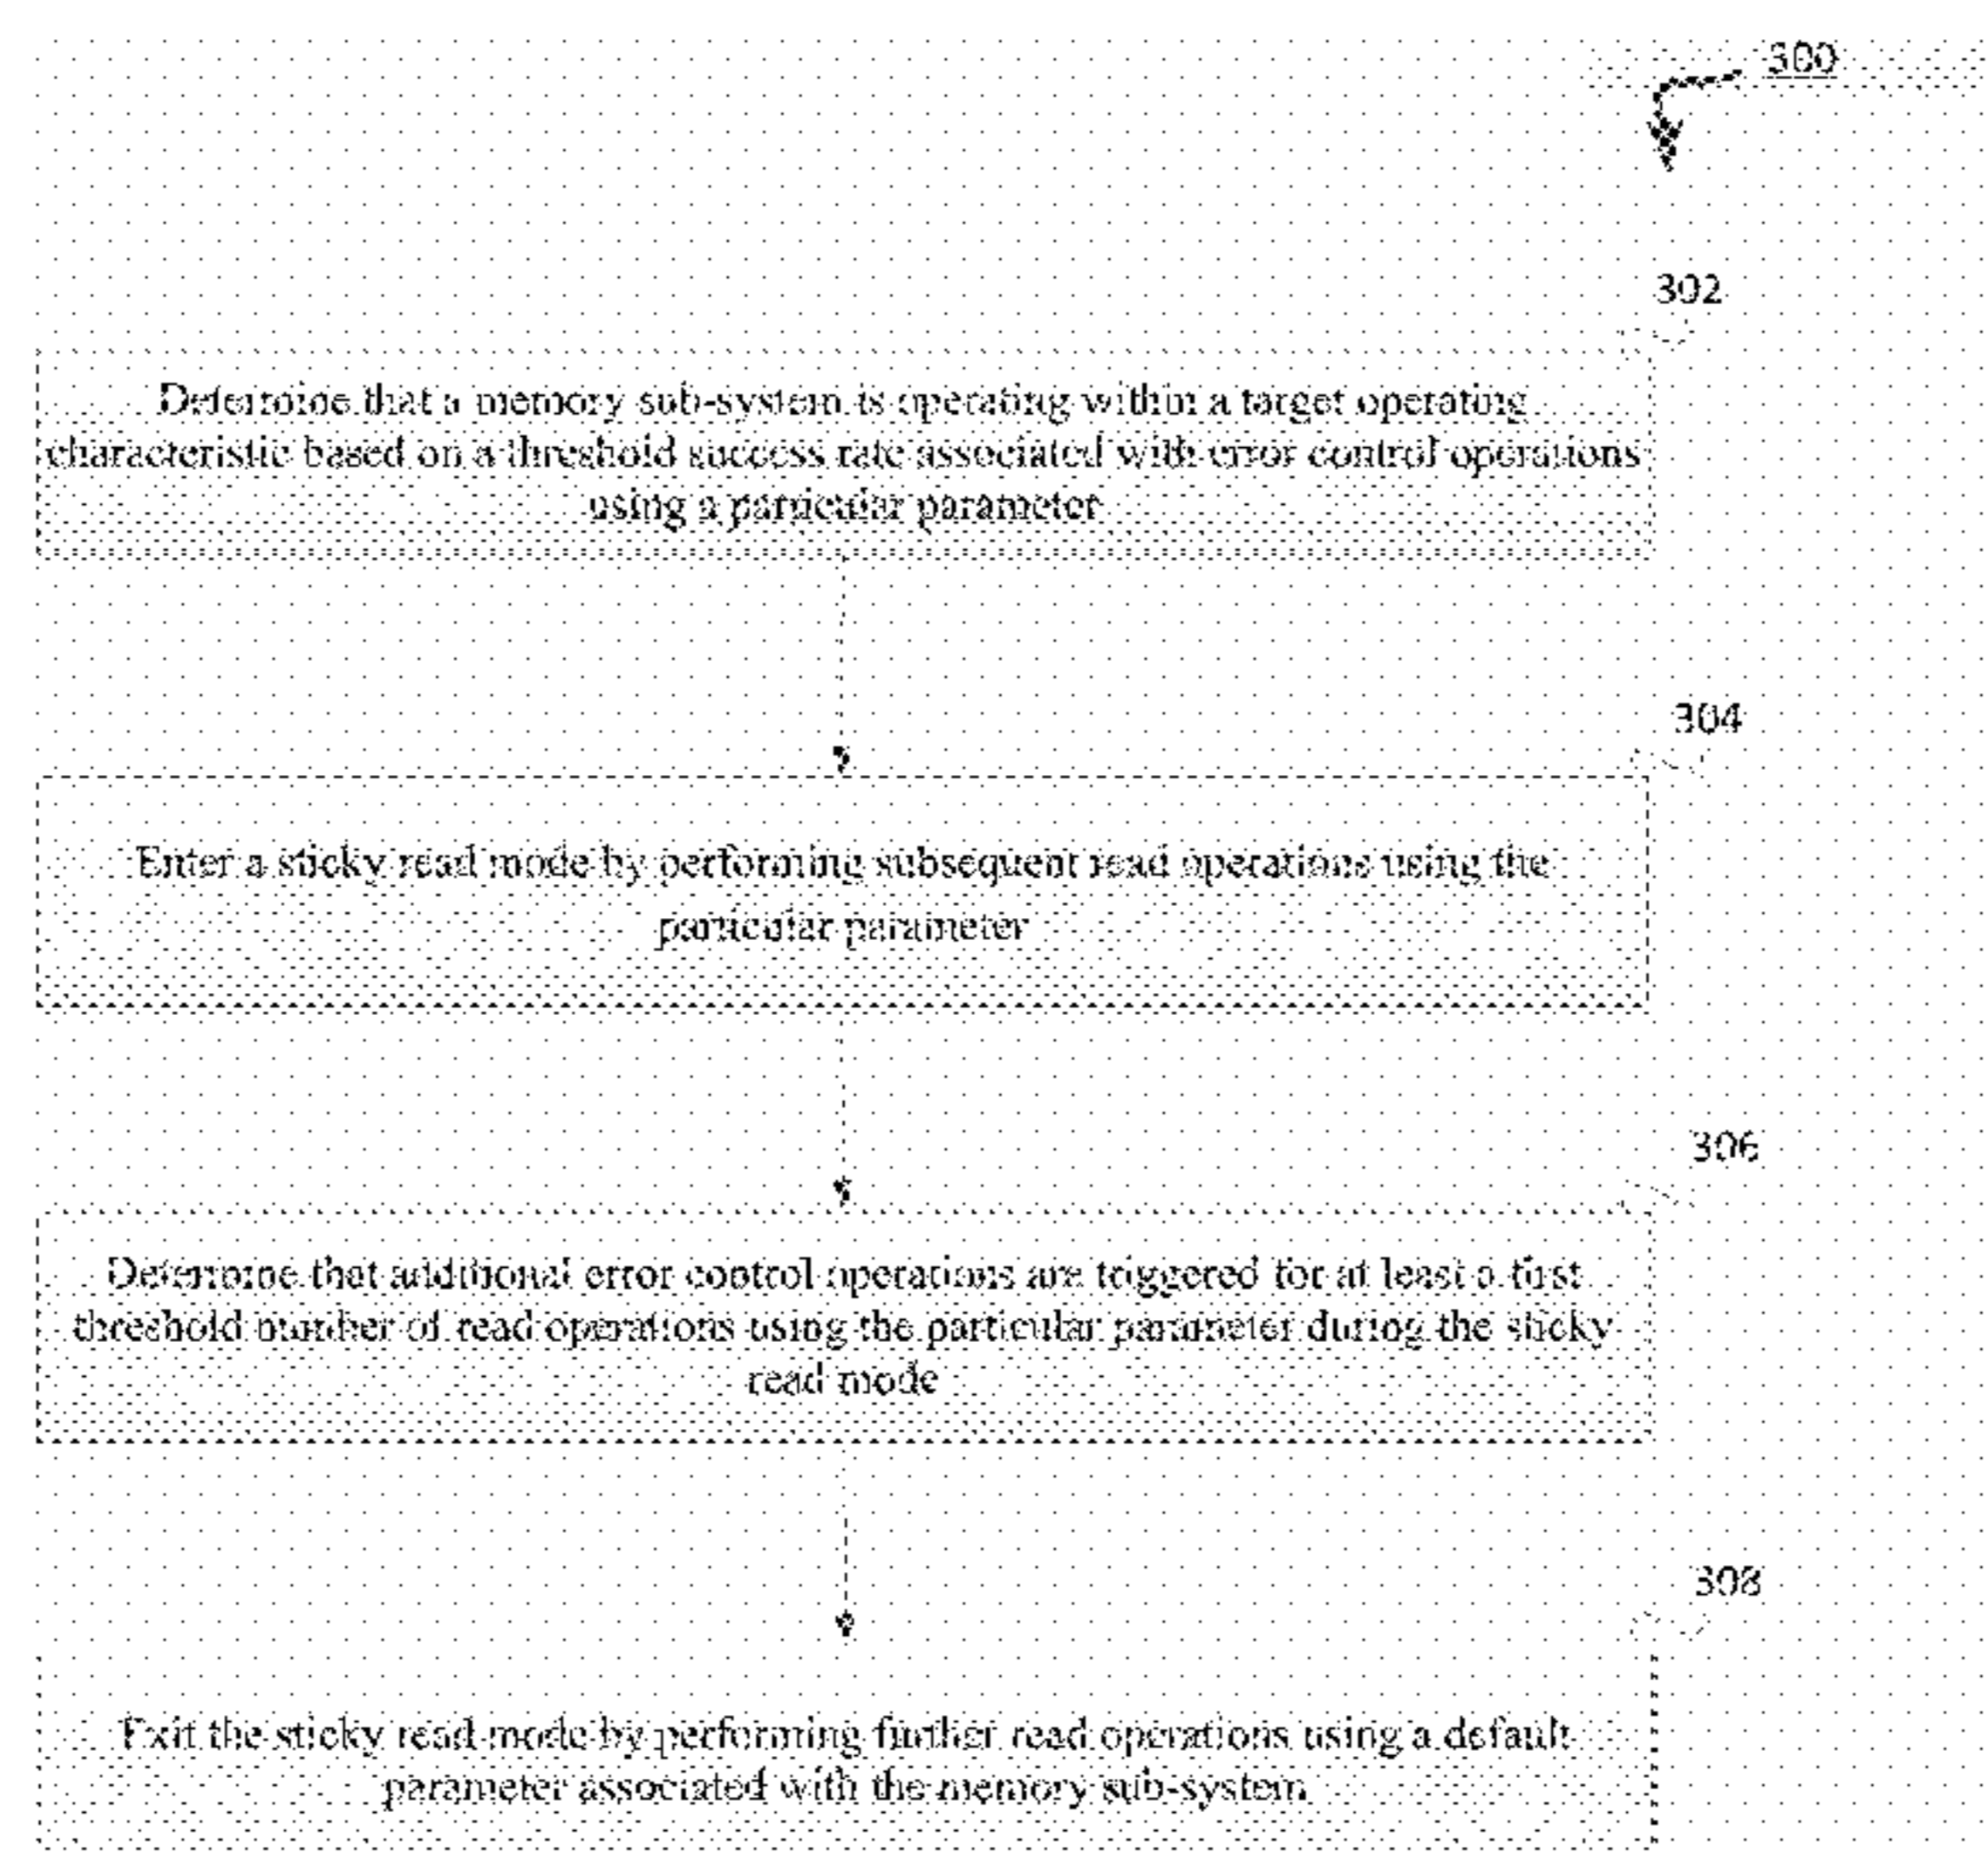 300
302
Determine that a memory sub-system is operating within a target operating
characteristic based on a threshold success rate associated with error control operations
using a particular parameter
304
Enter a sticky read mode by performing subsequent read operations using the
particular parameter
306
Determine that additional error control operations are triggered for at least a first
threshold number of read operations using the particular parameter during the sticky
read mode
308
Exit the sticky read mode by performing further read operations using a default
parameter associated with the memory sub-system